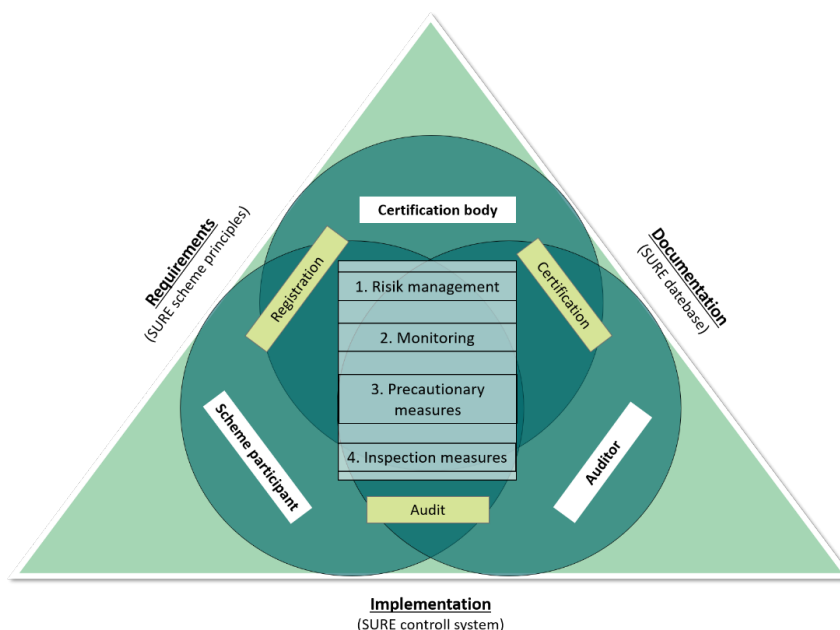 Certification body
Requirements
(SURE scheme principles)
Documentation
(SURE datebase)
Registration
Certification
1. Risk management
2. Monitoring
3. Precautionary
measures
4. Inspection measures
Scheme participant
Auditor
Audit
Implementation
(SURE controll system)